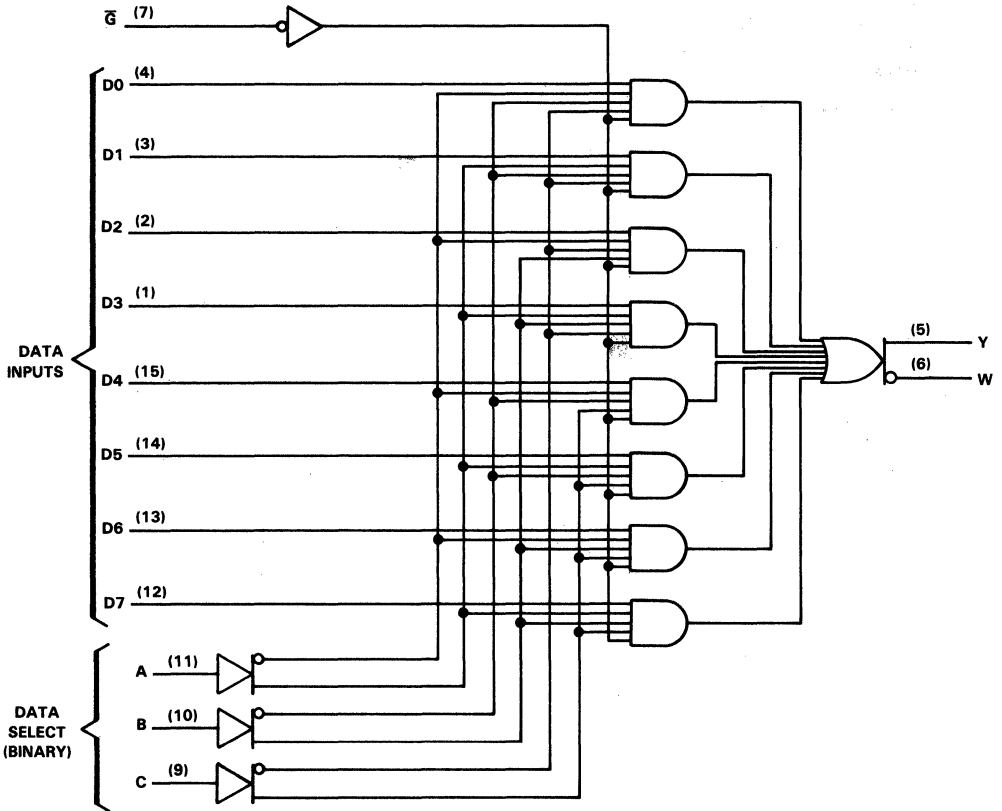 G̅ (7)
D0 (4)
D1 (3)
D2 (2)
D3 (1)
DATA
INPUTS
D4 (15)
D5 (14)
D6 (13)
D7 (12)
(5) Y
(6) W
DATA
SELECT
(BINARY)
A (11)
B (10)
C (9)